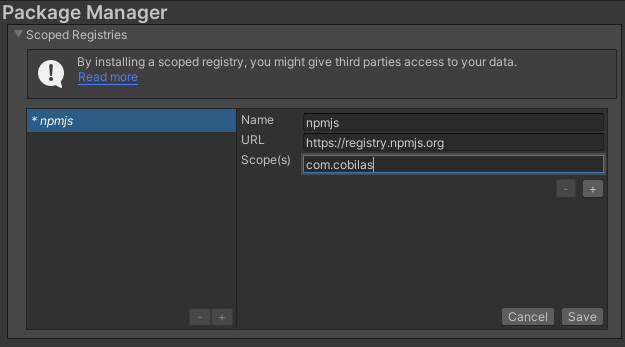 Package Manager
Scoped Registries
By installing a scoped registry, you might give third parties access to your data.
Read more
* npmjs
Name npmjs
URL https://registry.npmjs.org
Scope(s) com.cobilas
- +
- +
Cancel Save